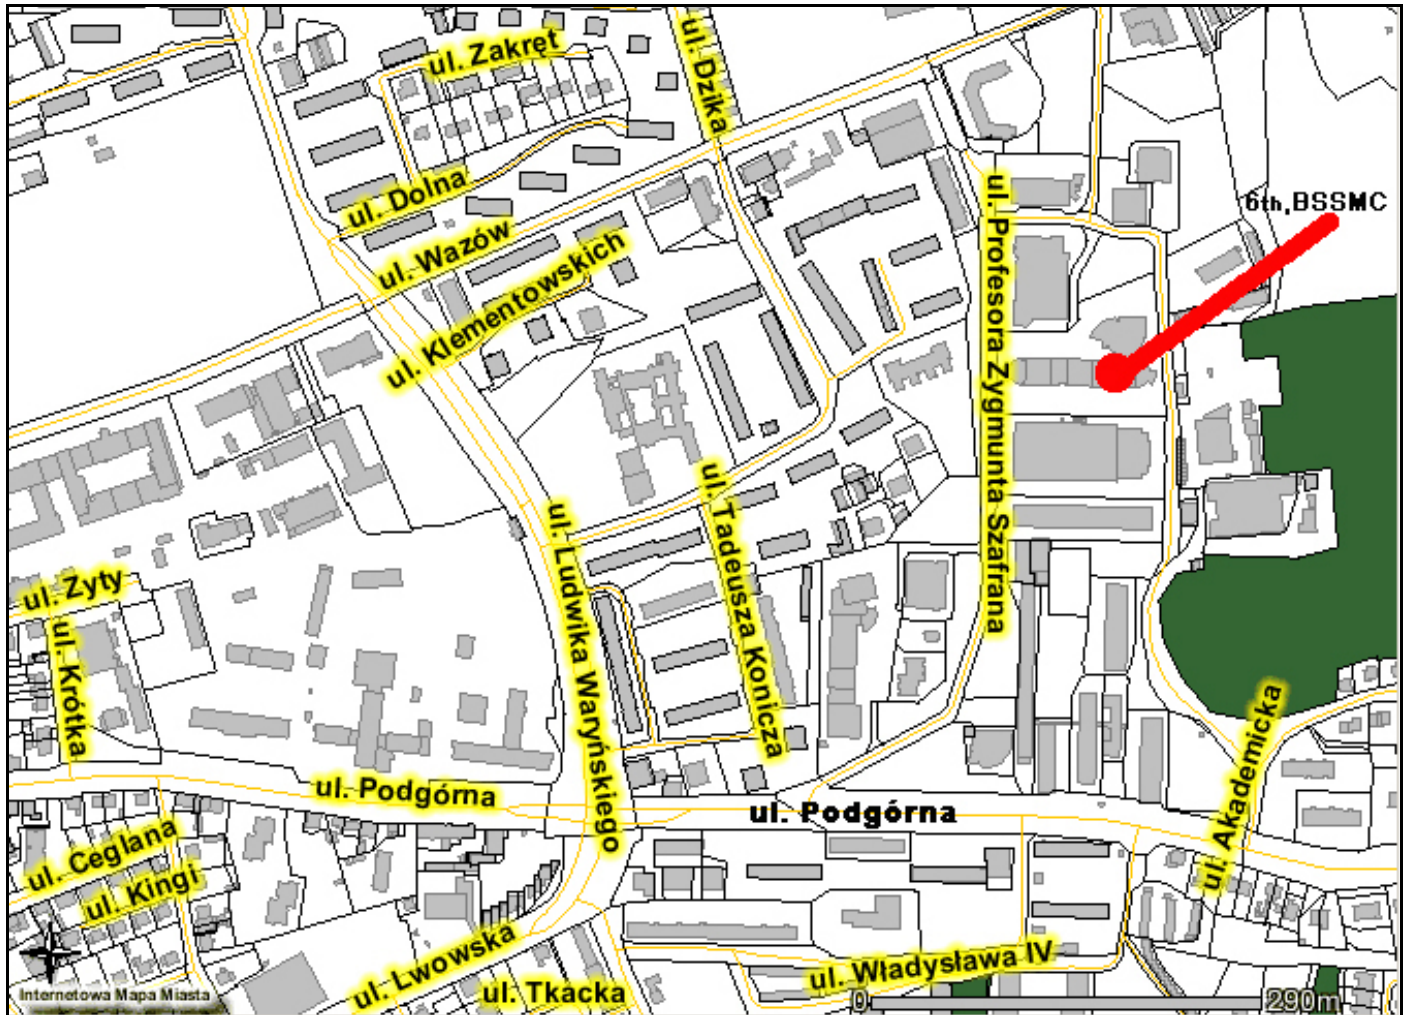 ul. Zakręt
ul. Dzika
ul. Dolna
ul. Wazów
ul. Klementowskich
ul. Profesora Zygmunta Szafrana
6th,BSSMC
ul. Tadeusza Konicza
ul. Ludwika Waryńskiego
ul. Zyty
ul. Krótka
ul. Podgórna
ul. Podgórna
ul. Akademicka
ul. Ceglana
ul. Kingi
ul. Lwowska
ul. Tkacka
ul. Władysława IV
Internetowa Mapa Miasta
0 290m